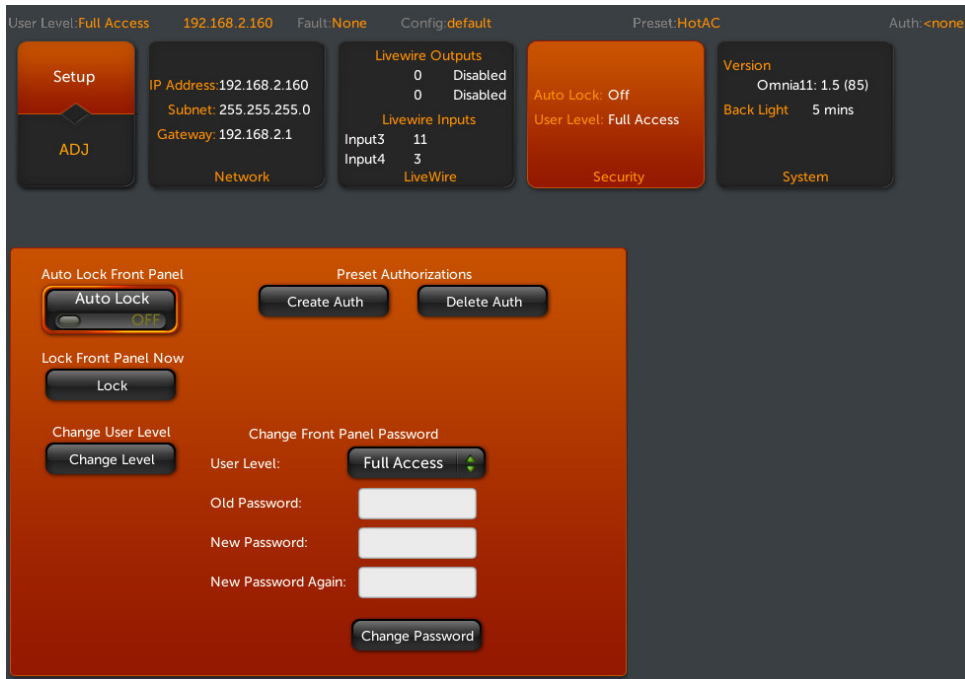 User Level:Full Access 192.168.2.160 Fault:None Config:default Preset:HotAC Auth:<none
Setup
ADJ
IP Address:192.168.2.160
Subnet: 255.255.255.0
Gateway: 192.168.2.1
Network
Livewire Outputs
0 Disabled
0 Disabled
Livewire Inputs
Input3 11
Input4 3
LiveWire
Auto Lock: Off
User Level: Full Access
Security
Version
Omnia11: 1.5 (85)
Back Light 5 mins
System
Auto Lock Front Panel
Auto Lock
OFF
Preset Authorizations
Create Auth Delete Auth
Lock Front Panel Now
Lock
Change User Level
Change Level
Change Front Panel Password
User Level: Full Access
Old Password:
New Password:
New Password Again:
Change Password